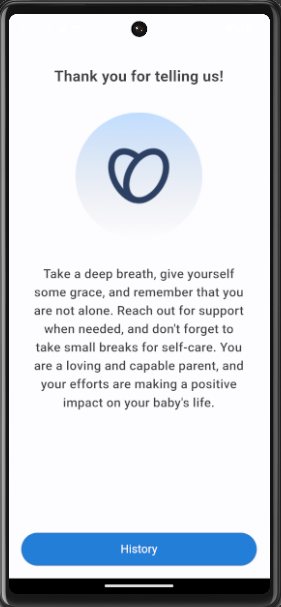 Thank you for telling us!
Take a deep breath, give yourself
some grace, and remember that you
are not alone. Reach out for support
when needed, and don't forget to
take small breaks for self-care. You
are a loving and capable parent, and
your efforts are making a positive
impact on your baby's life.
History